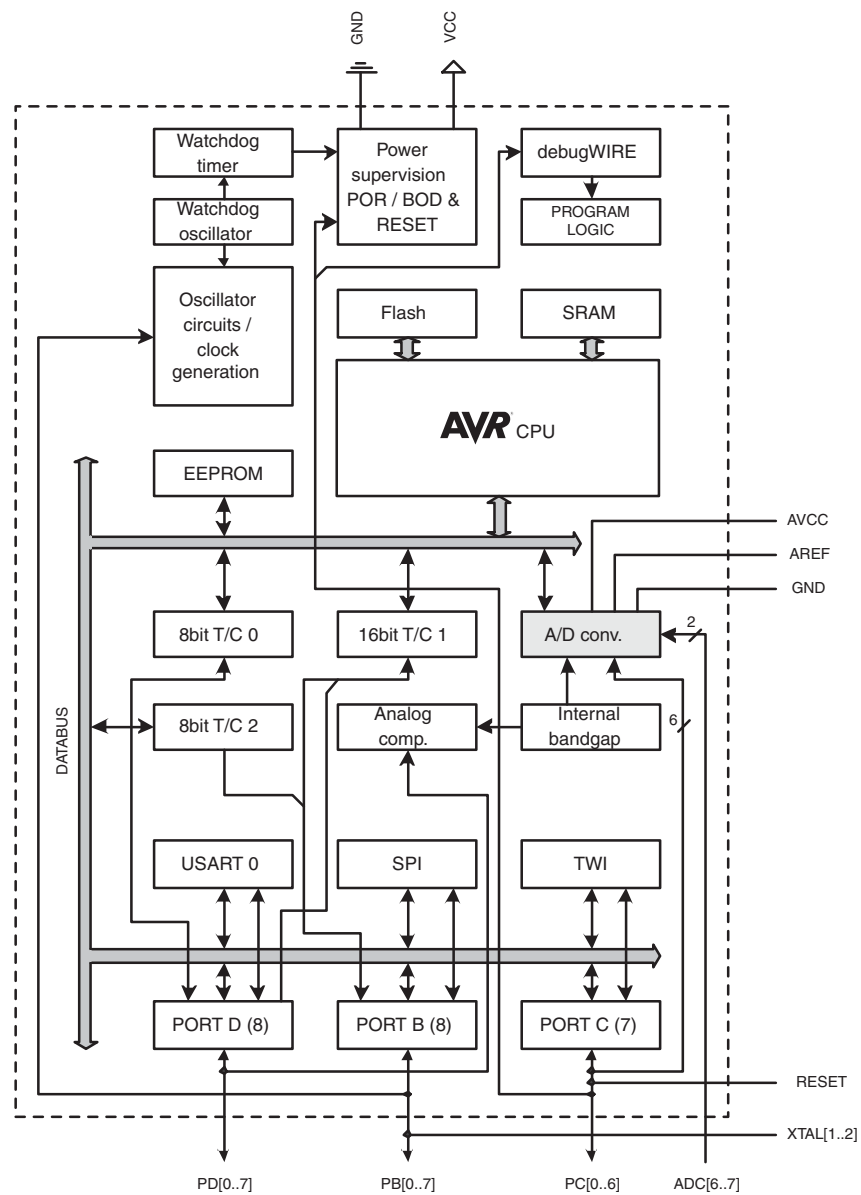 GND
VCC
Watchdog
timer
Power
supervision
POR / BOD &
RESET
debugWIRE
Watchdog
oscillator
PROGRAM
LOGIC
Oscillator
circuits /
clock
generation
Flash
SRAM
AVR CPU
EEPROM
AVCC
AREF
GND
8bit T/C 0
16bit T/C 1
A/D conv.
2
DATABUS
8bit T/C 2
Analog
comp.
Internal
bandgap
6
USART 0
SPI
TWI
PORT D (8)
PORT B (8)
PORT C (7)
RESET
XTAL[1..2]
PD[0..7]
PB[0..7]
PC[0..6]
ADC[6..7]